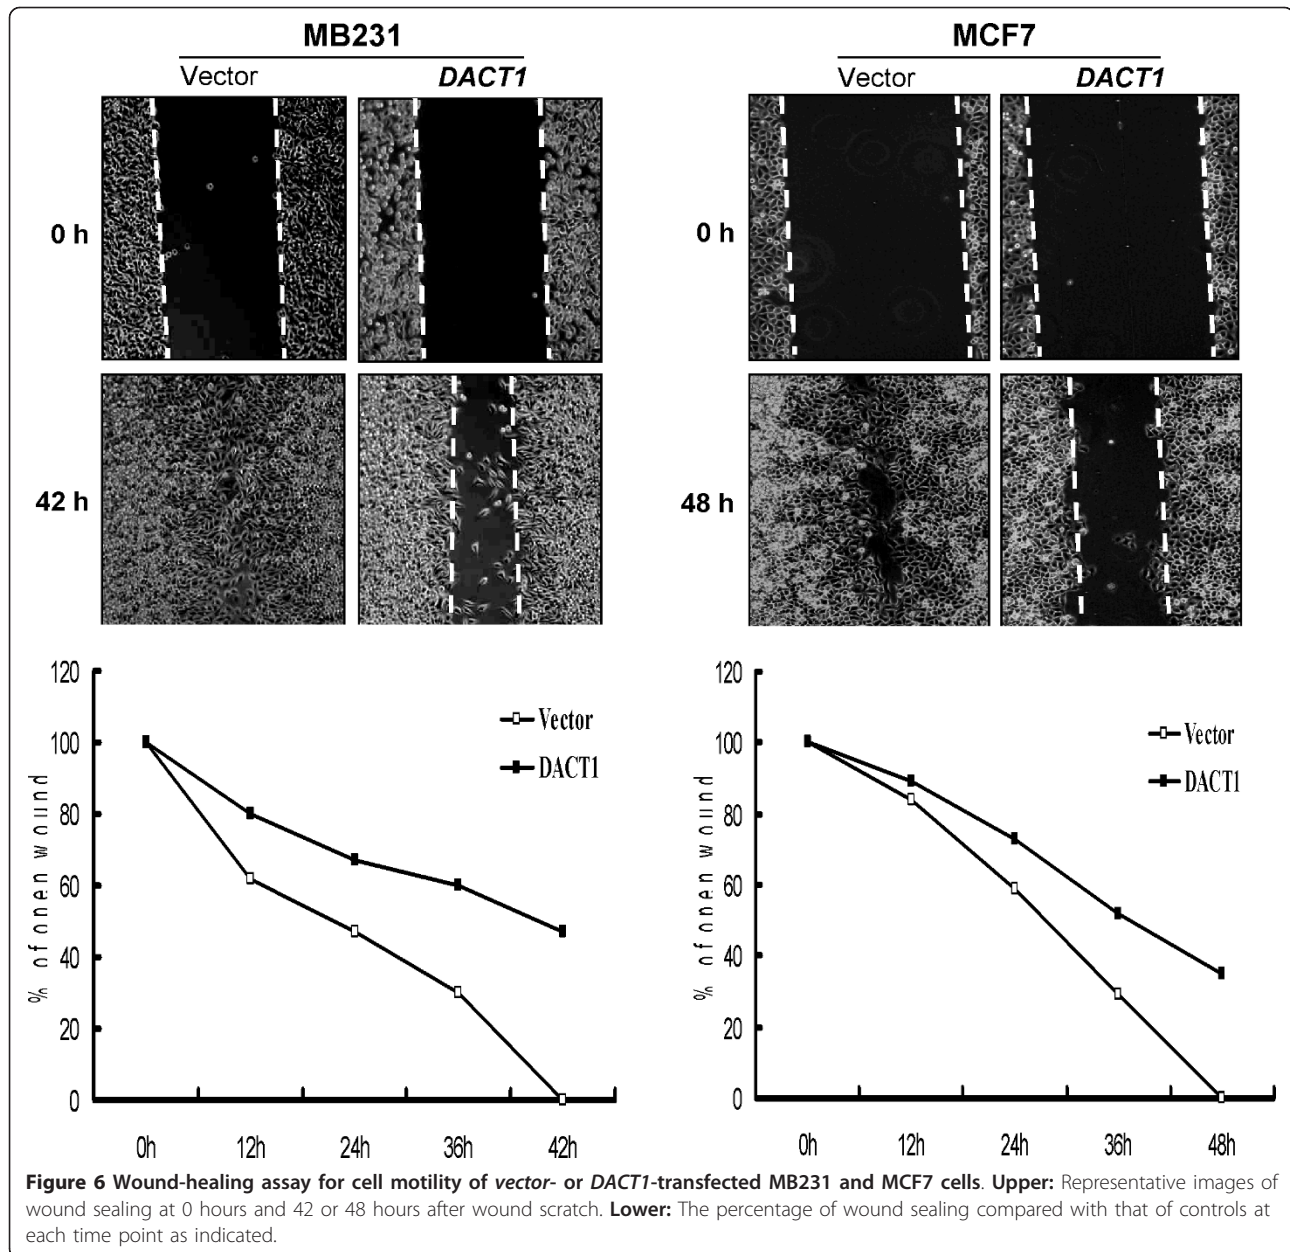 MB231
Vector DACT1
0 h
42 h
MCF7
Vector DACT1
0 h
48 h
120
100
80
60
40
20
0
% of open wound
Vector
DACT1
0h 12h 24h 36h 42h
120
100
80
60
40
20
0
% of open wound
Vector
DACT1
0h 12h 24h 36h 48h
Figure 6 Wound-healing assay for cell motility of vector- or DACT1-transfected MB231 and MCF7 cells. Upper: Representative images of
wound sealing at 0 hours and 42 or 48 hours after wound scratch. Lower: The percentage of wound sealing compared with that of controls at
each time point as indicated.